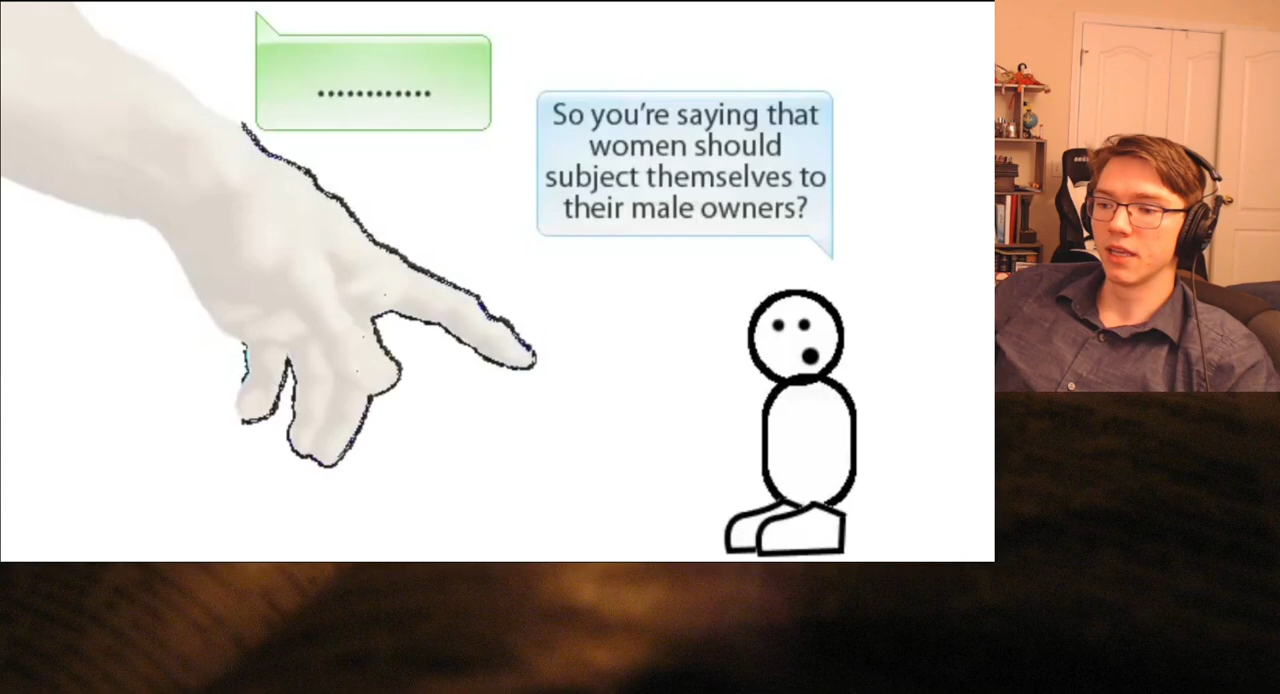 ............
So you're saying that
women should
subject themselves to
their male owners?